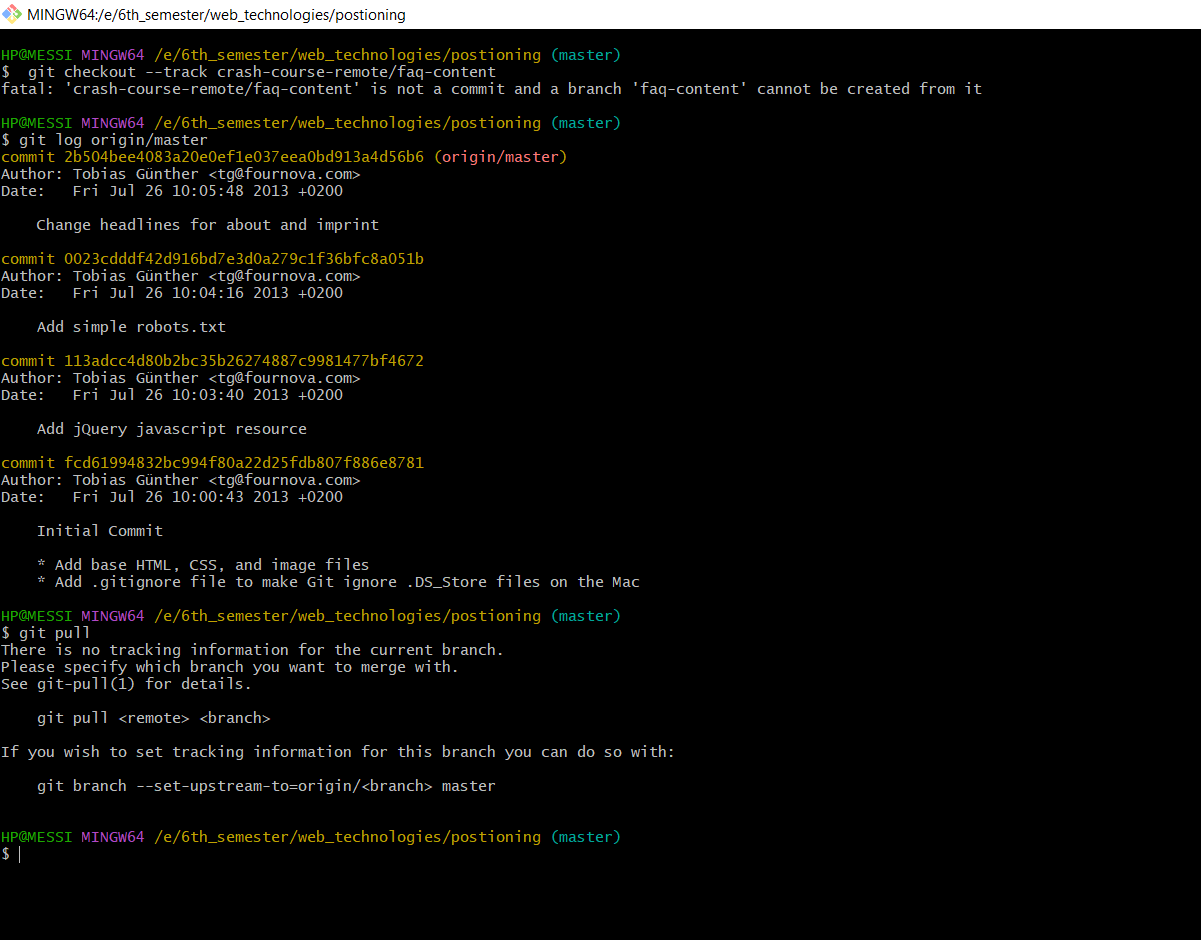 MINGW64:/e/6th_semester/web_technologies/postioning
HP@MESSI MINGW64 /e/6th_semester/web_technologies/postioning (master)
$  git checkout --track crash-course-remote/faq-content
fatal: 'crash-course-remote/faq-content' is not a commit and a branch 'faq-content' cannot be created from it
HP@MESSI MINGW64 /e/6th_semester/web_technologies/postioning (master)
$ git log origin/master
commit 2b504bee4083a20e0ef1e037eea0bd913a4d56b6 (origin/master)
Author: Tobias Günther <tg@fournova.com>
Date:   Fri Jul 26 10:05:48 2013 +0200
    Change headlines for about and imprint
commit 0023cdddf42d916bd7e3d0a279c1f36bfc8a051b
Author: Tobias Günther <tg@fournova.com>
Date:   Fri Jul 26 10:04:16 2013 +0200
    Add simple robots.txt
commit 113adcc4d80b2bc35b26274887c9981477bf4672
Author: Tobias Günther <tg@fournova.com>
Date:   Fri Jul 26 10:03:40 2013 +0200
    Add jQuery javascript resource
commit fcd61994832bc994f80a22d25fdb807f886e8781
Author: Tobias Günther <tg@fournova.com>
Date:   Fri Jul 26 10:00:43 2013 +0200
    Initial Commit
    * Add base HTML, CSS, and image files
    * Add .gitignore file to make Git ignore .DS_Store files on the Mac
HP@MESSI MINGW64 /e/6th_semester/web_technologies/postioning (master)
$ git pull
There is no tracking information for the current branch.
Please specify which branch you want to merge with.
See git-pull(1) for details.
    git pull <remote> <branch>
If you wish to set tracking information for this branch you can do so with:
    git branch --set-upstream-to=origin/<branch> master
HP@MESSI MINGW64 /e/6th_semester/web_technologies/postioning (master)
$